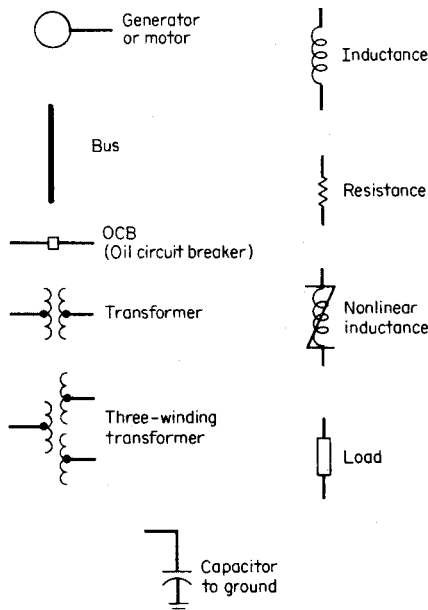 Generator
or motor
Bus
OCB
(Oil circuit breaker)
Transformer
Three-winding
transformer
Inductance
Resistance
Nonlinear
inductance
Load
Capacitor
to ground